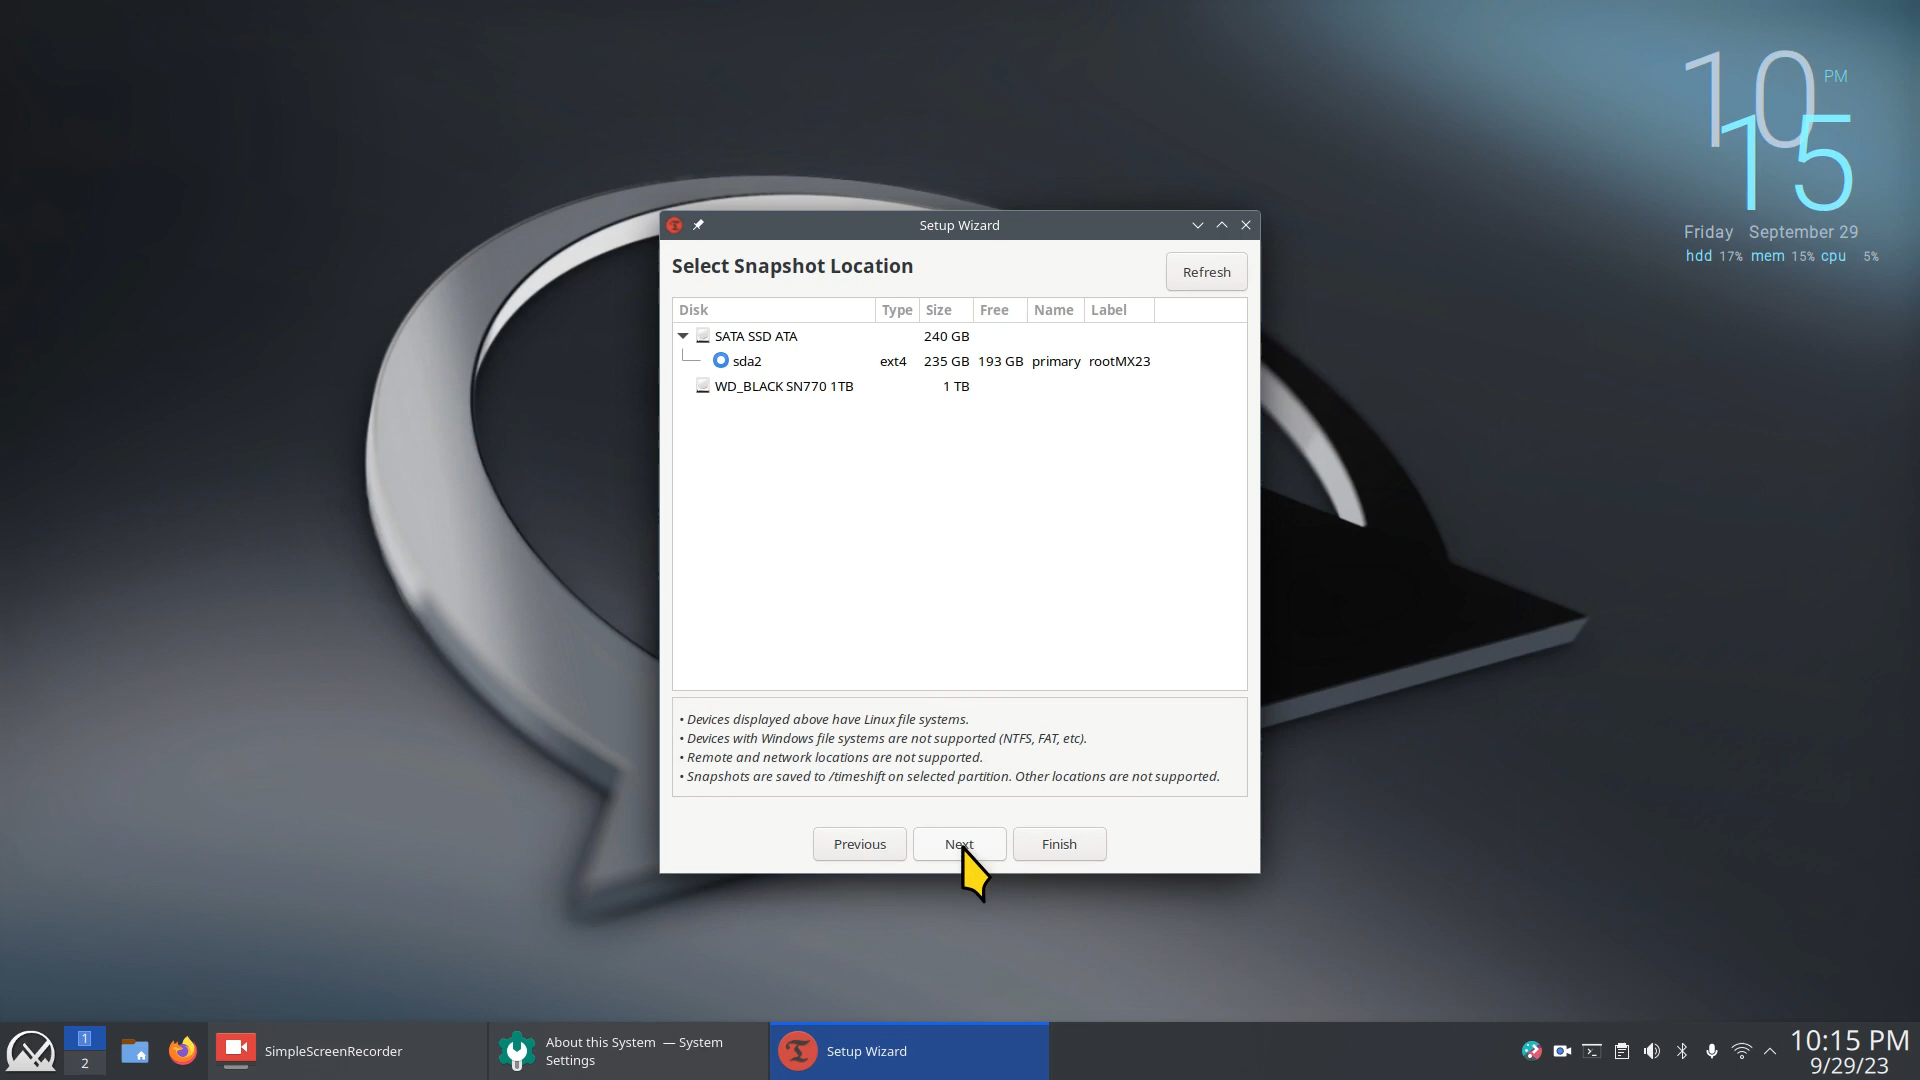 10 PM
15
Friday September 29
hdd 17% mem 15% cpu 5%
Setup Wizard
Select Snapshot Location
Refresh
Disk Type Size Free Name Label
SATA SSD ATA 240 GB
sda2 ext4 235 GB 193 GB primary rootMX23
WD_BLACK SN770 1TB 1 TB
• Devices displayed above have Linux file systems.
• Devices with Windows file systems are not supported (NTFS, FAT, etc).
• Remote and network locations are not supported.
• Snapshots are saved to /timeshift on selected partition. Other locations are not supported.
Previous Next Finish
1
2
SimpleScreenRecorder
About this System — System
Settings
Setup Wizard
10:15 PM
9/29/23